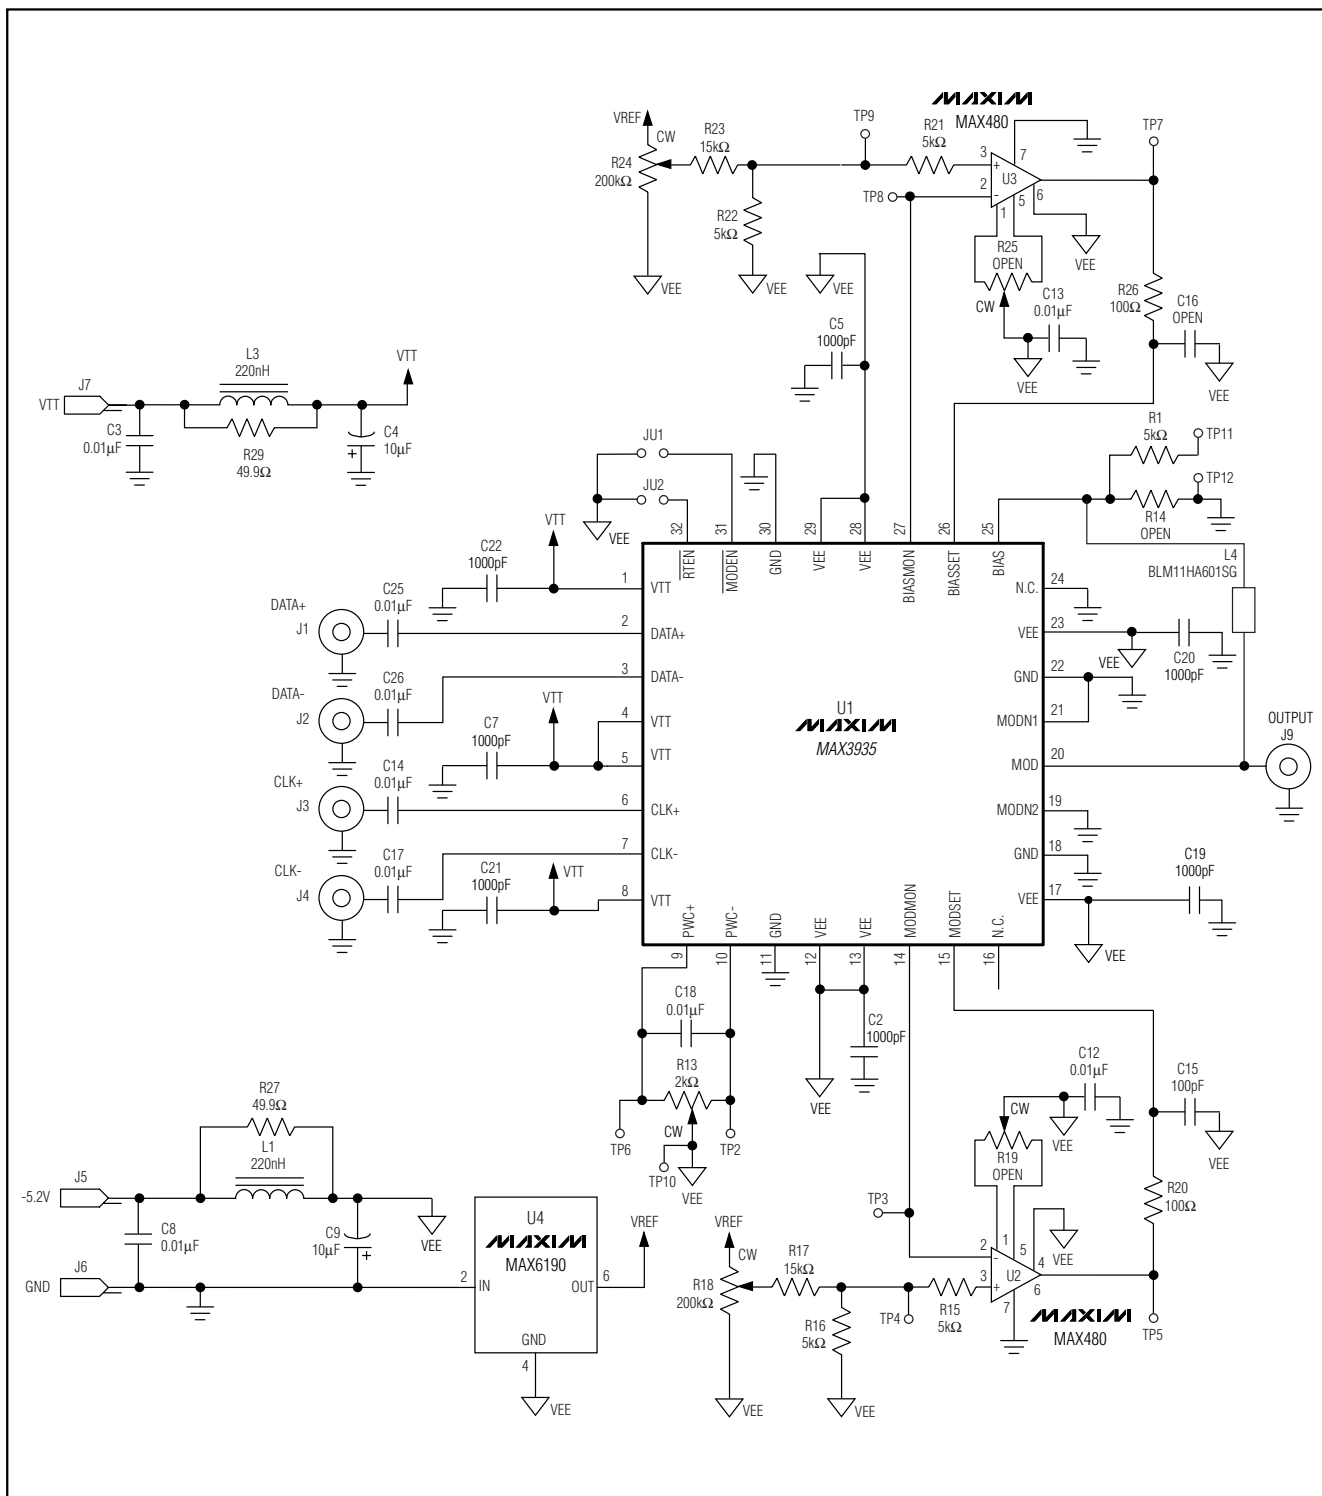 MAXIM
MAX480
VREF
CW
R24
200kΩ
VEE
R23
15kΩ
R22
5kΩ
VEE
TP9
R21
5kΩ
TP8
3
2
+
-
U3
7
1
5
6
VEE
TP7
R25
OPEN
CW
VEE
C13
0.01µF
R26
100Ω
C16
OPEN
VEE
VEE
C5
1000pF
J7
VTT
C3
0.01µF
L3
220nH
R29
49.9Ω
VTT
C4
10µF
+
JU1
JU2
VEE
R1
5kΩ
TP11
TP12
R14
OPEN
L4
BLM11HA601SG
32
31
30
29
28
27
26
25
RTEN
MODEN
GND
VEE
VEE
BIASMON
BIASSET
BIAS
VTT
C22
1000pF
1
VTT
DATA+
J1
C25
0.01µF
2
DATA+
DATA-
J2
C26
0.01µF
3
DATA-
VTT
4
VTT
C7
1000pF
5
VTT
CLK+
J3
C14
0.01µF
6
CLK+
CLK-
J4
C17
0.01µF
7
CLK-
VTT
C21
1000pF
8
VTT
U1
MAXIM
MAX3935
N.C.
24
VEE
23
VEE
C20
1000pF
GND
22
MODN1
21
MOD
20
OUTPUT
J9
MODN2
19
GND
18
VEE
17
VEE
C19
1000pF
PWC+
PWC-
GND
VEE
VEE
MODMON
MODSET
N.C.
9
10
11
12
13
14
15
16
C18
0.01µF
R13
2kΩ
CW
TP6
TP10
VEE
TP2
VEE
C2
1000pF
C12
0.01µF
CW
VEE
R19
OPEN
C15
100pF
VEE
R20
100Ω
R27
49.9Ω
L1
220nH
J5
-5.2V
C8
0.01µF
C9
10µF
+
VEE
J6
GND
U4
MAXIM
MAX6190
2
IN
OUT
6
GND
4
VEE
VREF
VREF
CW
R18
200kΩ
VEE
R17
15kΩ
R16
5kΩ
VEE
TP3
TP4
R15
5kΩ
2
3
-
+
U2
1
5
4
6
7
VEE
TP5
MAXIM
MAX480